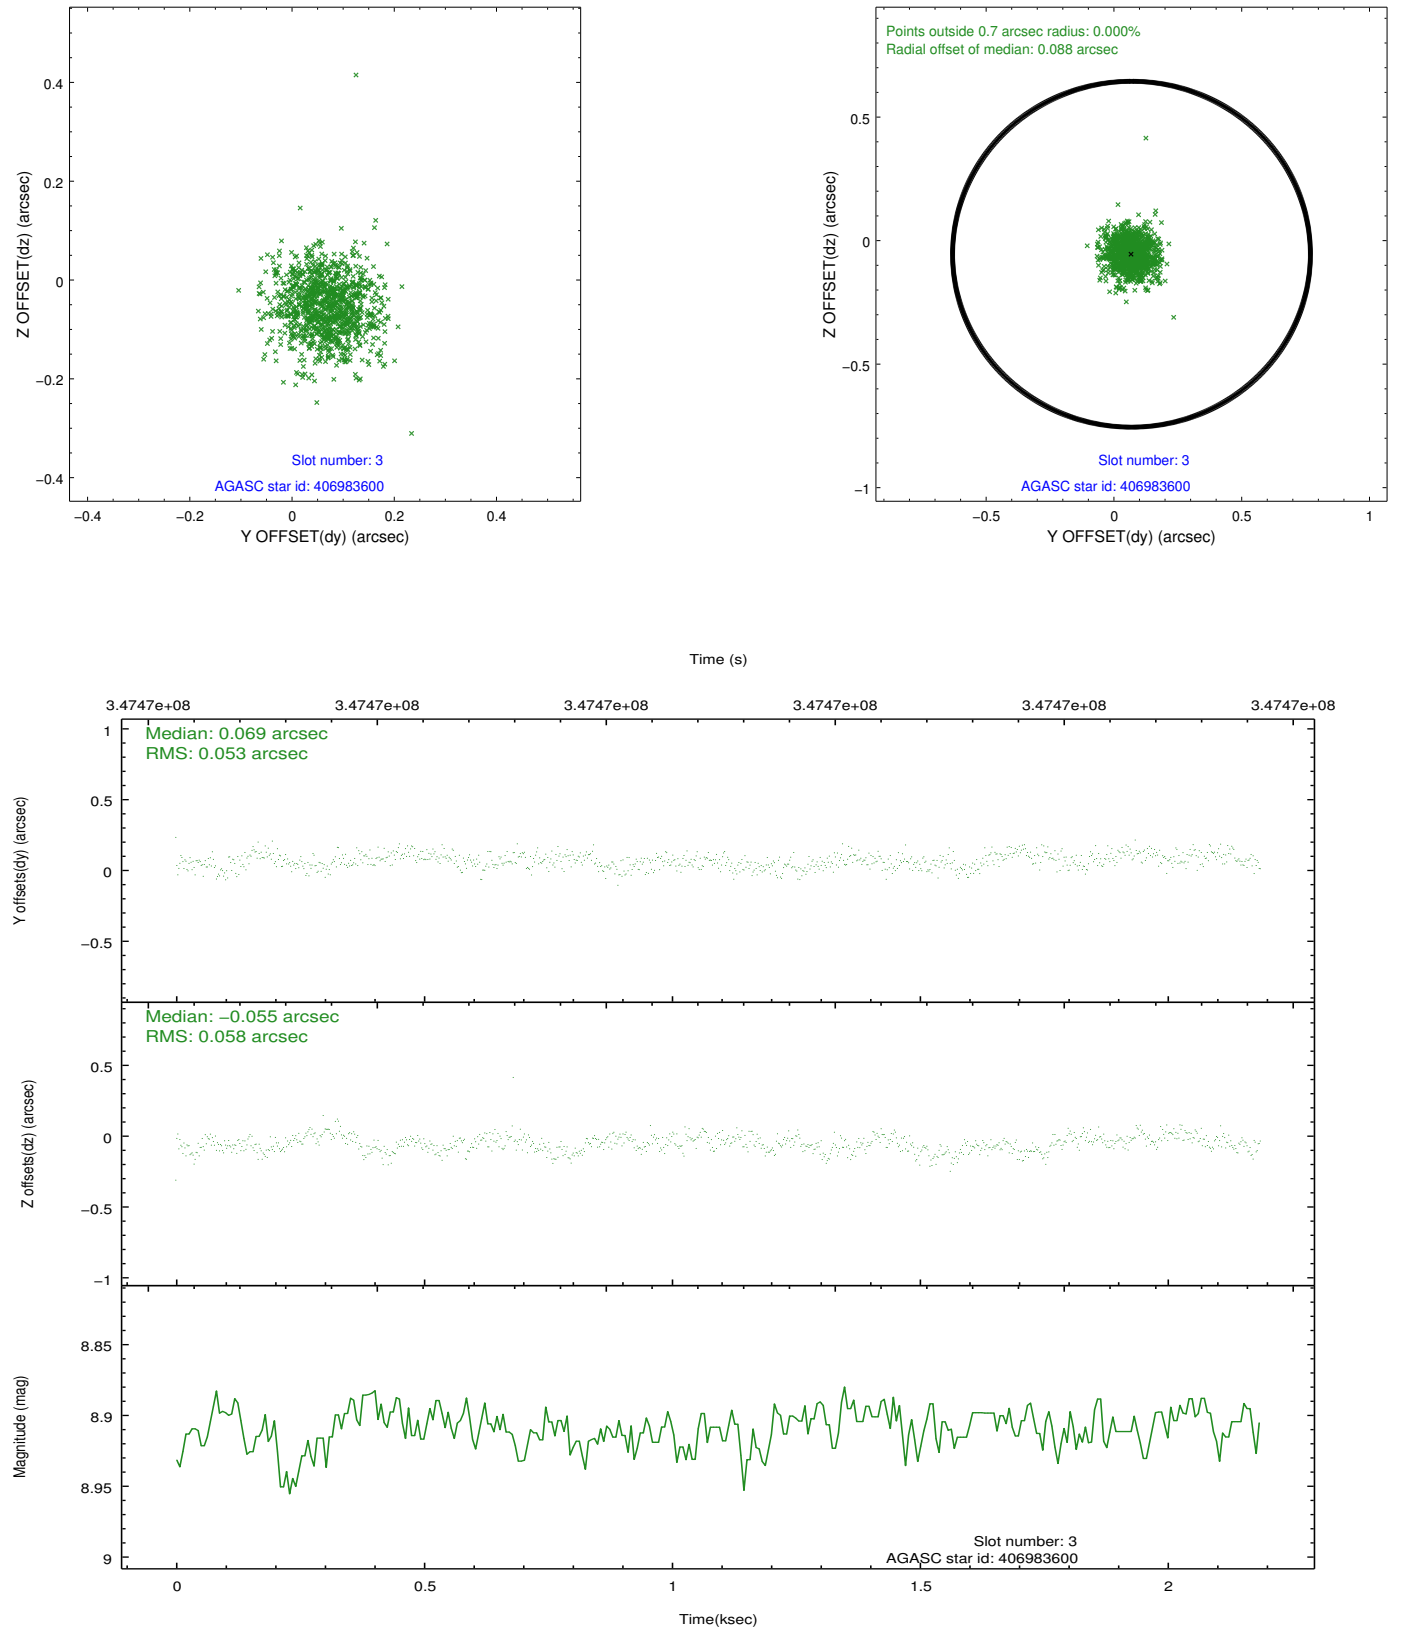 0.4
0.2
0
−0.2
−0.4
Z OFFSET(dz) (arcsec)
Slot number: 3
AGASC star id: 406983600
−0.4
−0.2
0
0.2
0.4
Y OFFSET(dy) (arcsec)
Points outside 0.7 arcsec radius: 0.000%
Radial offset of median: 0.088 arcsec
0.5
0
−0.5
−1
Z OFFSET(dz) (arcsec)
Slot number: 3
AGASC star id: 406983600
−0.5
0
0.5
1
Y OFFSET(dy) (arcsec)
Time (s)
3.4747e+08
3.4747e+08
3.4747e+08
3.4747e+08
3.4747e+08
3.4747e+08
Median: 0.069 arcsec
RMS: 0.053 arcsec
1
0.5
0
−0.5
Y offsets(dy) (arcsec)
Median: −0.055 arcsec
RMS: 0.058 arcsec
0.5
0
−0.5
−1
Z offsets(dz) (arcsec)
8.85
8.9
8.95
9
Magnitude (mag)
Slot number: 3
AGASC star id: 406983600
0
0.5
1
1.5
2
Time(ksec)